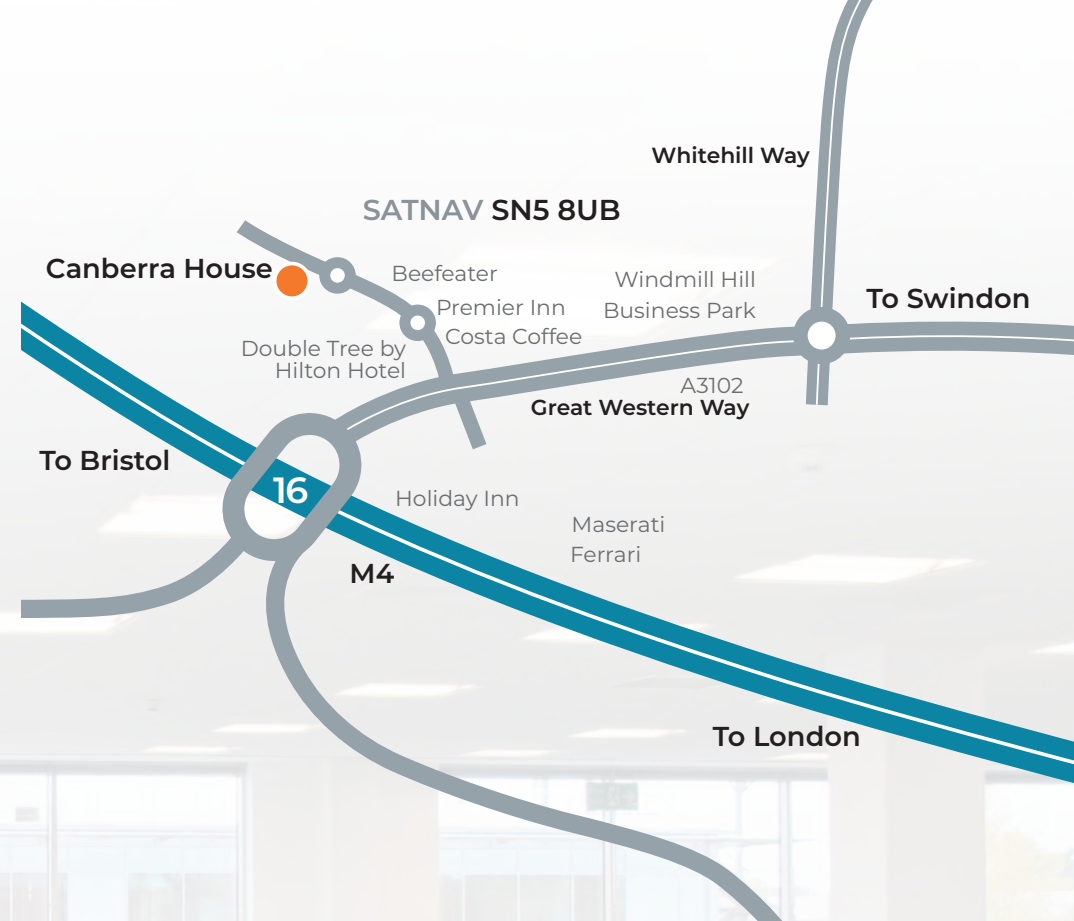 Whitehill Way
SATNAV SN5 8UB
Canberra House
Beefeater
Windmill Hill
Business Park
To Swindon
Premier Inn
Costa Coffee
Double Tree by
Hilton Hotel
A3102
Great Western Way
To Bristol
16
Holiday Inn
Maserati
Ferrari
M4
To London